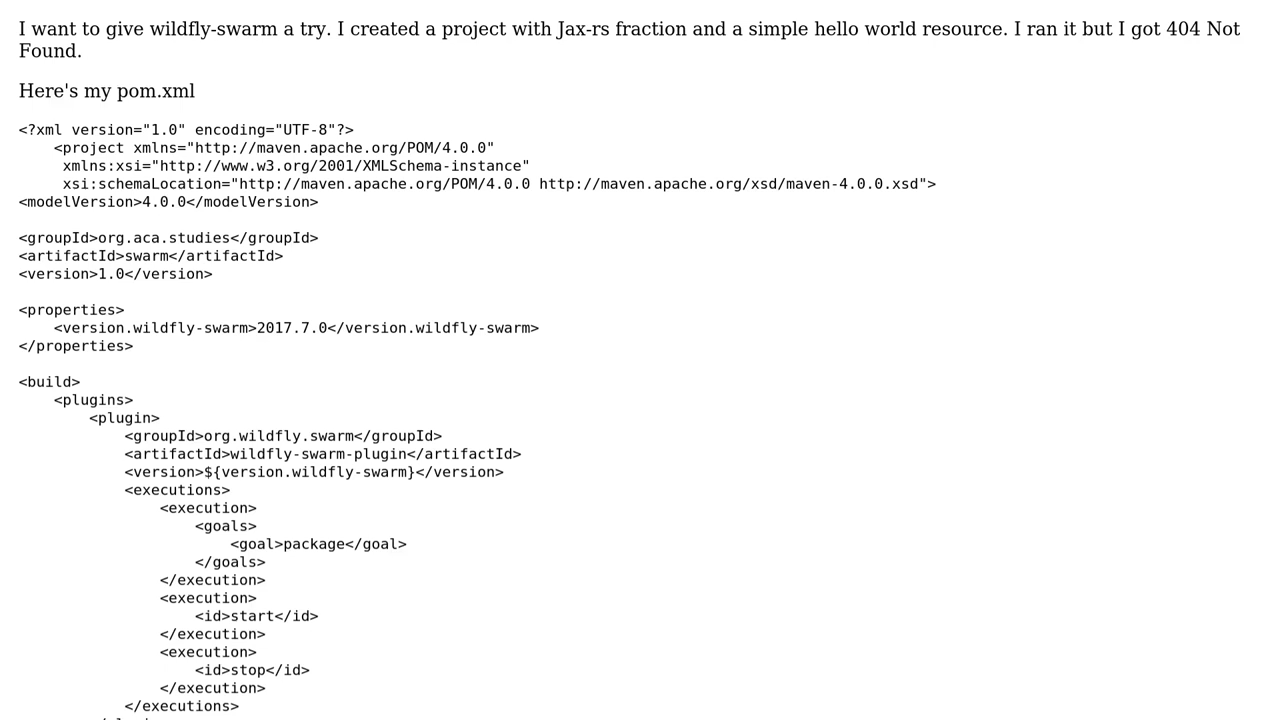 I want to give wildfly-swarm a try. I created a project with Jax-rs fraction and a simple hello world resource. I ran it but I got 404 Not
Found.
Here's my pom.xml
<?xml version="1.0" encoding="UTF-8"?>
    <project xmlns="http://maven.apache.org/POM/4.0.0"
     xmlns:xsi="http://www.w3.org/2001/XMLSchema-instance"
     xsi:schemaLocation="http://maven.apache.org/POM/4.0.0 http://maven.apache.org/xsd/maven-4.0.0.xsd">
<modelVersion>4.0.0</modelVersion>

<groupId>org.aca.studies</groupId>
<artifactId>swarm</artifactId>
<version>1.0</version>

<properties>
    <version.wildfly-swarm>2017.7.0</version.wildfly-swarm>
</properties>

<build>
    <plugins>
        <plugin>
            <groupId>org.wildfly.swarm</groupId>
            <artifactId>wildfly-swarm-plugin</artifactId>
            <version>${version.wildfly-swarm}</version>
            <executions>
                <execution>
                    <goals>
                        <goal>package</goal>
                    </goals>
                </execution>
                <execution>
                    <id>start</id>
                </execution>
                <execution>
                    <id>stop</id>
                </execution>
            </executions>